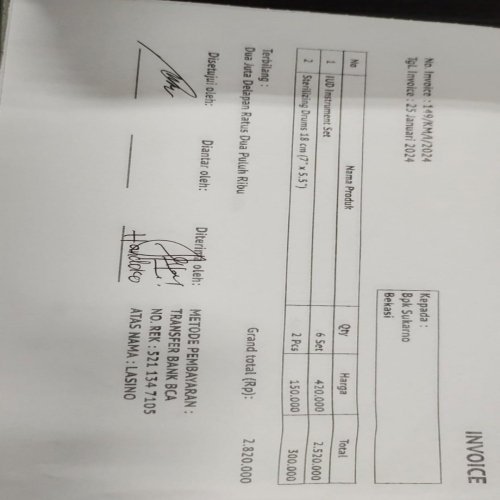 INVOICE
No. Invoice : 149/KM/I/2024
Tgl. Invoice : 25 Januari 2024
Kepada :
Bpk Sukarno
Bekasi
No Nama Produk Qty Harga Total
1 IUD Instrument Set 6 Set 420.000 2.520.000
2 Sterilizing Drums 18 cm (7" x 5,5") 2 Pcs 150.000 300.000
Grand total (Rp): 2.820.000
Terbilang :
Dua Juta Delapan Ratus Dua Puluh Ribu
Disetujui oleh: Diantar oleh: Diterima oleh:
Handoko
METODE PEMBAYARAN :
TRANSFER BANK BCA
NO. REK : 521 134 7105
ATAS NAMA : LASINO